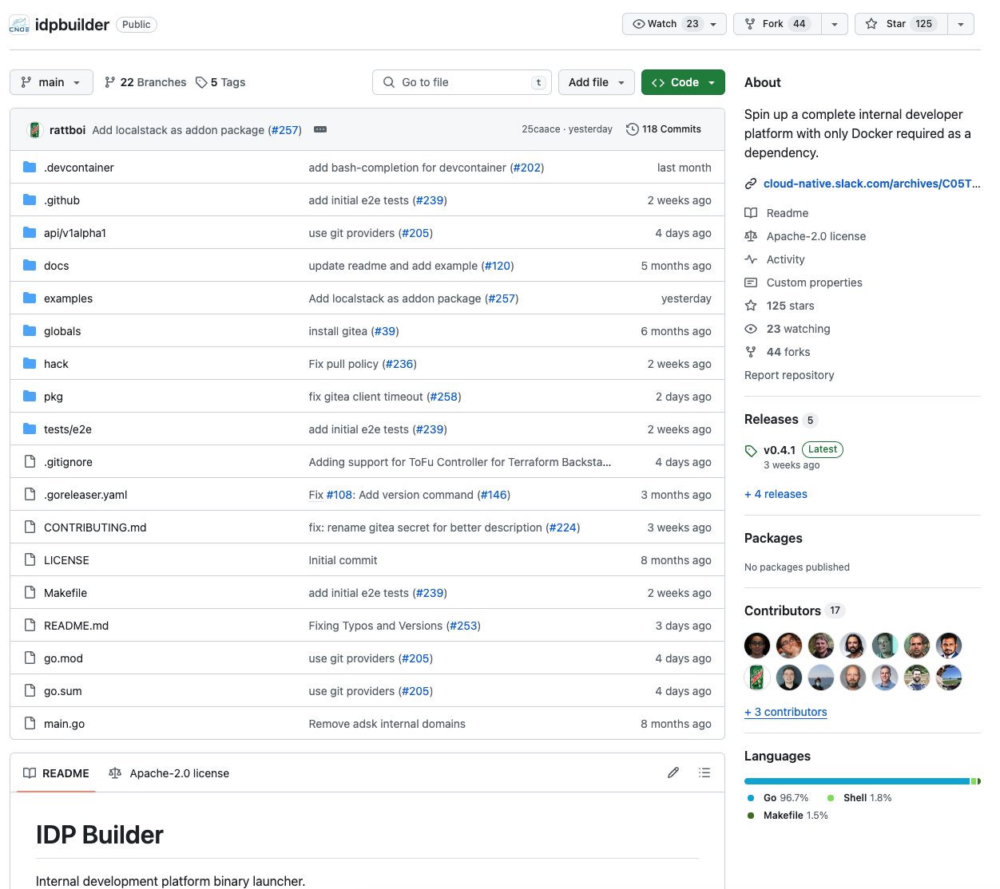 CNOE idpbuilder Public Watch 23 Fork 44 Star 125
main 22 Branches 5 Tags Go to file t Add file Code
rattboi Add localstack as addon package (#257) 25caace · yesterday 118 Commits
.devcontainer add bash-completion for devcontainer (#202) last month
.github add initial e2e tests (#239) 2 weeks ago
api/v1alpha1 use git providers (#205) 4 days ago
docs update readme and add example (#120) 5 months ago
examples Add localstack as addon package (#257) yesterday
globals install gitea (#39) 6 months ago
hack Fix pull policy (#236) 2 weeks ago
pkg fix gitea client timeout (#258) 2 days ago
tests/e2e add initial e2e tests (#239) 2 weeks ago
.gitignore Adding support for ToFu Controller for Terraform Backsta... 4 days ago
.goreleaser.yaml Fix #108: Add version command (#146) 3 months ago
CONTRIBUTING.md fix: rename gitea secret for better description (#224) 3 weeks ago
LICENSE Initial commit 8 months ago
Makefile add initial e2e tests (#239) 2 weeks ago
README.md Fixing Typos and Versions (#253) 3 days ago
go.mod use git providers (#205) 4 days ago
go.sum use git providers (#205) 4 days ago
main.go Remove adsk internal domains 8 months ago
README Apache-2.0 license
IDP Builder
Internal development platform binary launcher.
About
Spin up a complete internal developer
platform with only Docker required as a
dependency.
cloud-native.slack.com/archives/C05T...
Readme
Apache-2.0 license
Activity
Custom properties
125 stars
23 watching
44 forks
Report repository
Releases 5
v0.4.1 Latest
3 weeks ago
+ 4 releases
Packages
No packages published
Contributors 17
+ 3 contributors
Languages
Go 96.7% Shell 1.8%
Makefile 1.5%